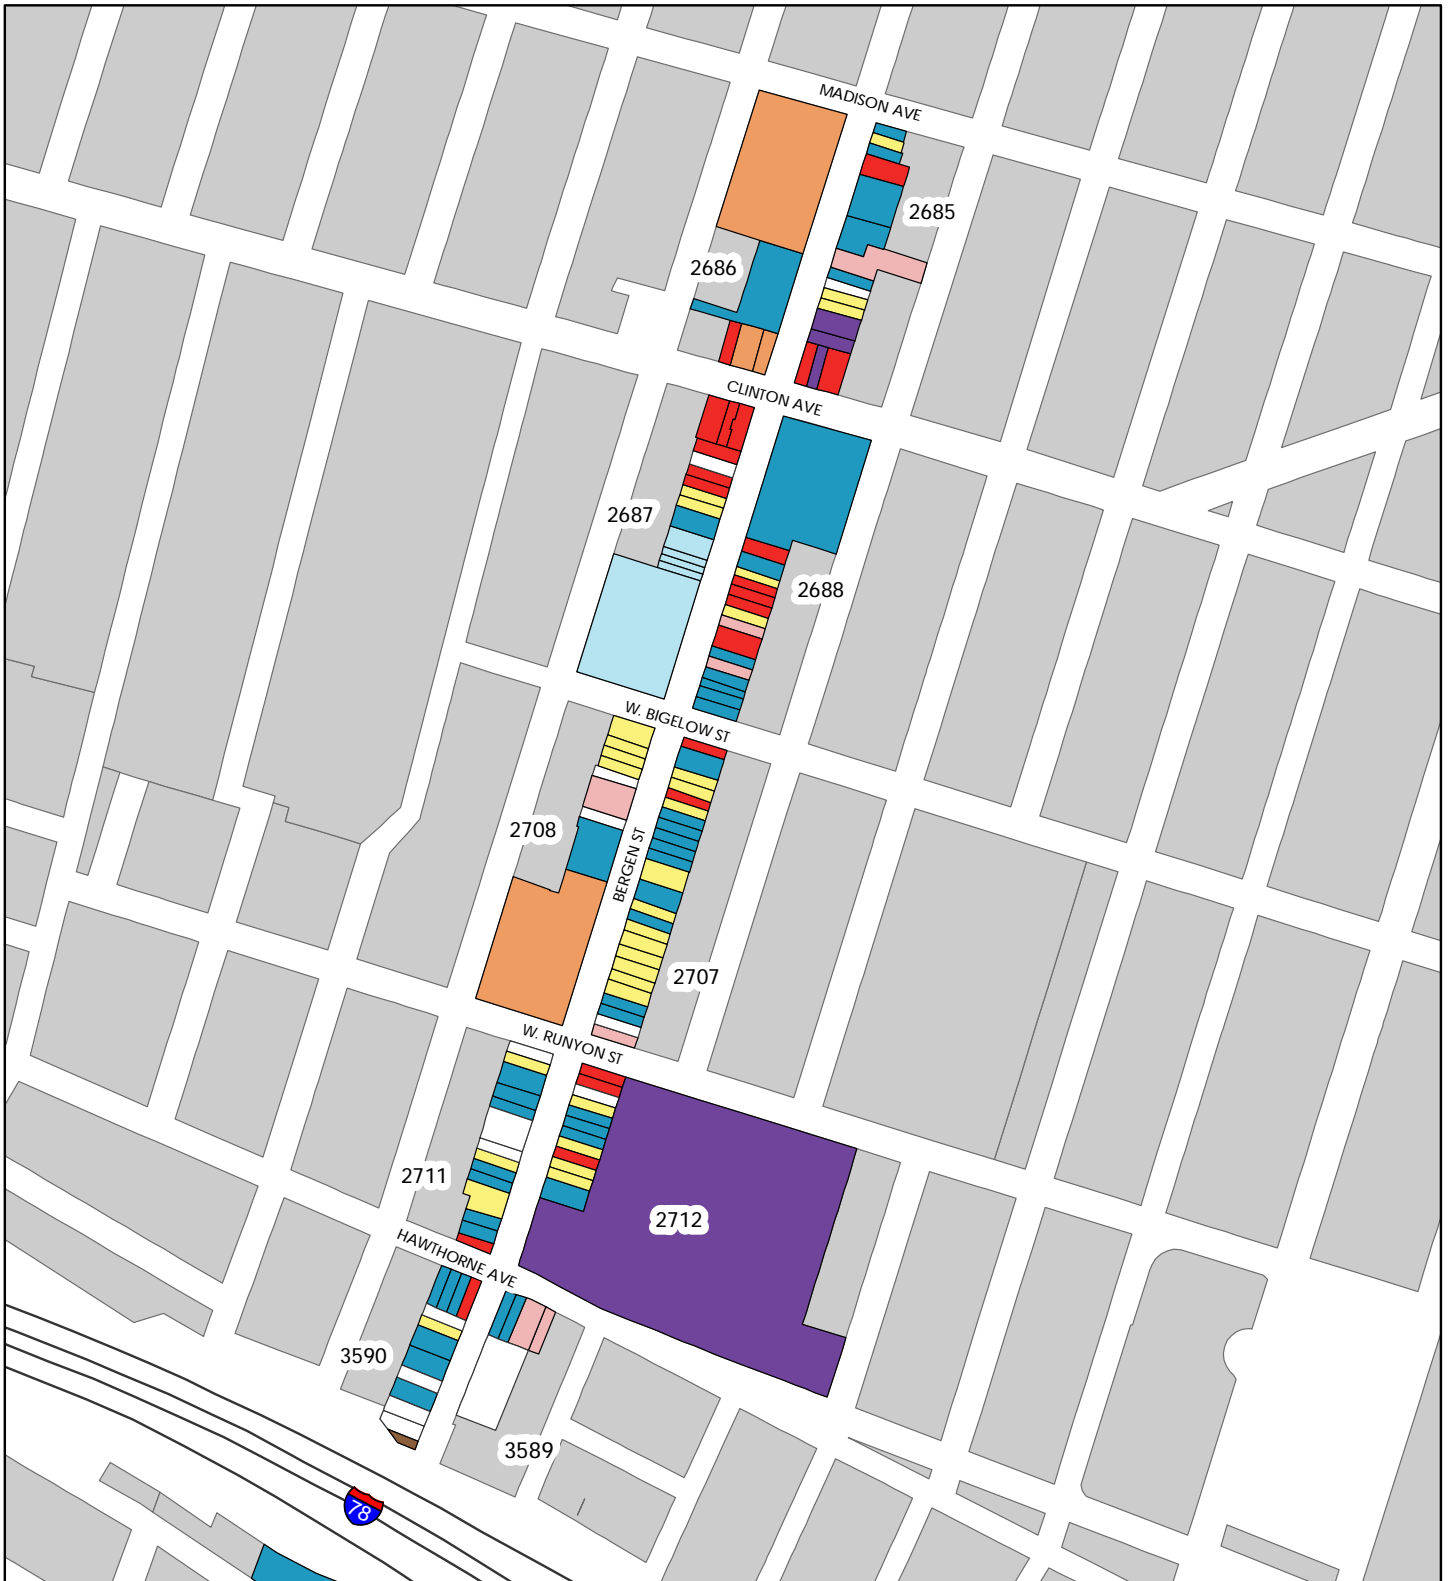 MADISON AVE
2685
2686
CLINTON AVE
2687
2688
W. BIGELOW ST
2708
BERGEN ST
2707
W. RUNYON ST
2711
2712
HAWTHORNE AVE
3590
3589
78